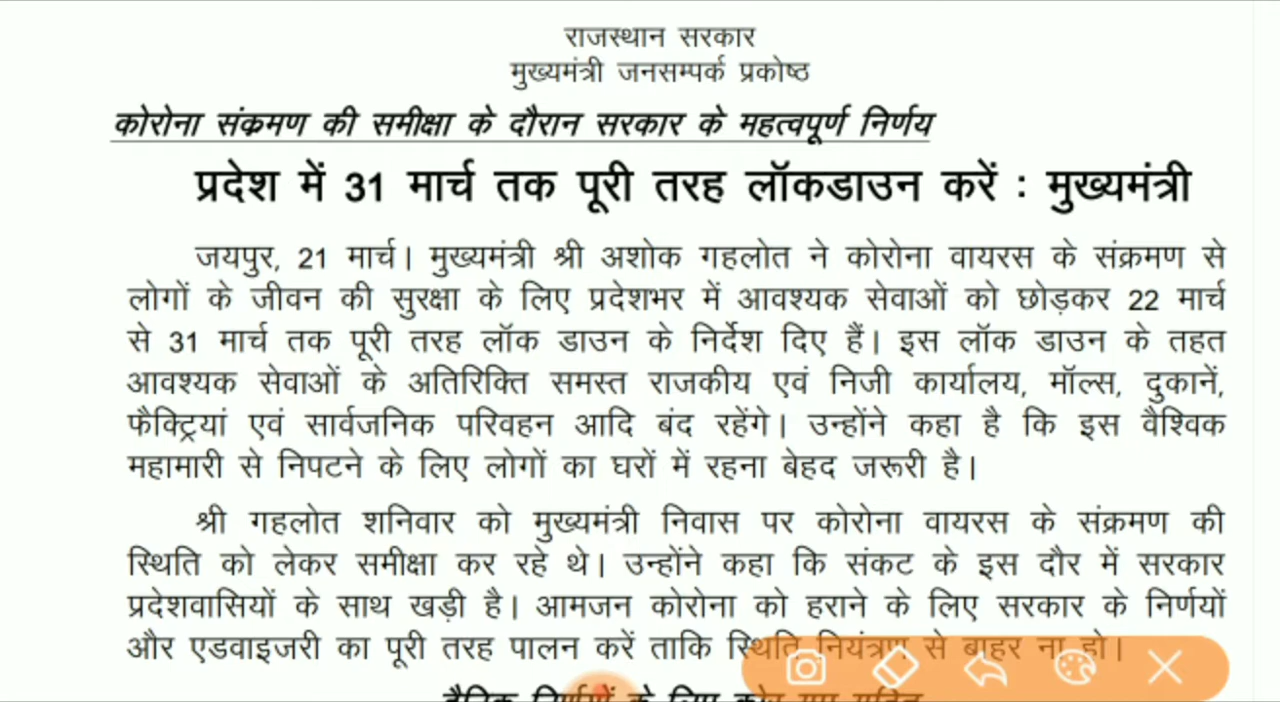 राजस्थान सरकार
मुख्यमंत्री जनसम्पर्क प्रकोष्ठ
कोरोना संक्रमण की समीक्षा के दौरान सरकार के महत्वपूर्ण निर्णय
प्रदेश में 31 मार्च तक पूरी तरह लॉकडाउन करें : मुख्यमंत्री
जयपुर, 21 मार्च। मुख्यमंत्री श्री अशोक गहलोत ने कोरोना वायरस के संक्रमण से
लोगों के जीवन की सुरक्षा के लिए प्रदेशभर में आवश्यक सेवाओं को छोड़कर 22 मार्च
से 31 मार्च तक पूरी तरह लॉक डाउन के निर्देश दिए हैं। इस लॉक डाउन के तहत
आवश्यक सेवाओं के अतिरिक्ति समस्त राजकीय एवं निजी कार्यालय, मॉल्स, दुकानें,
फैक्ट्रियां एवं सार्वजनिक परिवहन आदि बंद रहेंगे। उन्होंने कहा है कि इस वैश्विक
महामारी से निपटने के लिए लोगों का घरों में रहना बेहद जरूरी है।
श्री गहलोत शनिवार को मुख्यमंत्री निवास पर कोरोना वायरस के संक्रमण की
स्थिति को लेकर समीक्षा कर रहे थे। उन्होंने कहा कि संकट के इस दौर में सरकार
प्रदेशवासियों के साथ खड़ी है। आमजन कोरोना को हराने के लिए सरकार के निर्णयों
और एडवाइजरी का पूरी तरह पालन करें ताकि स्थिति नियंत्रण से बाहर ना हो।
दैनिक निर्णयों के लिए कोर ग्रुप गठित